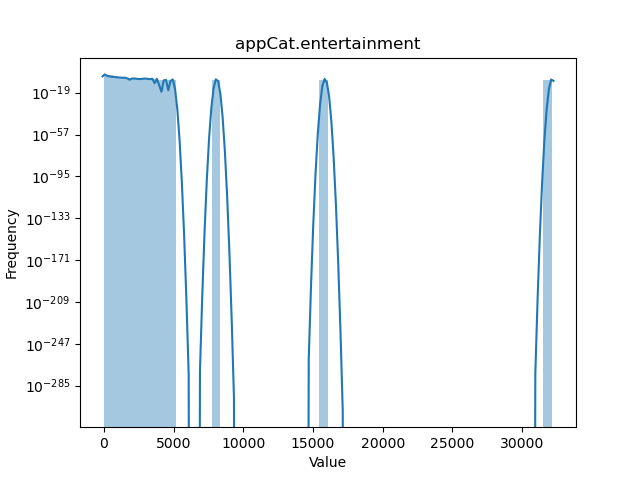 appCat.entertainment
Frequency
10⁻¹⁹
10⁻⁵⁷
10⁻⁹⁵
10⁻¹³³
10⁻¹⁷¹
10⁻²⁰⁹
10⁻²⁴⁷
10⁻²⁸⁵
0 5000 10000 15000 20000 25000 30000
Value